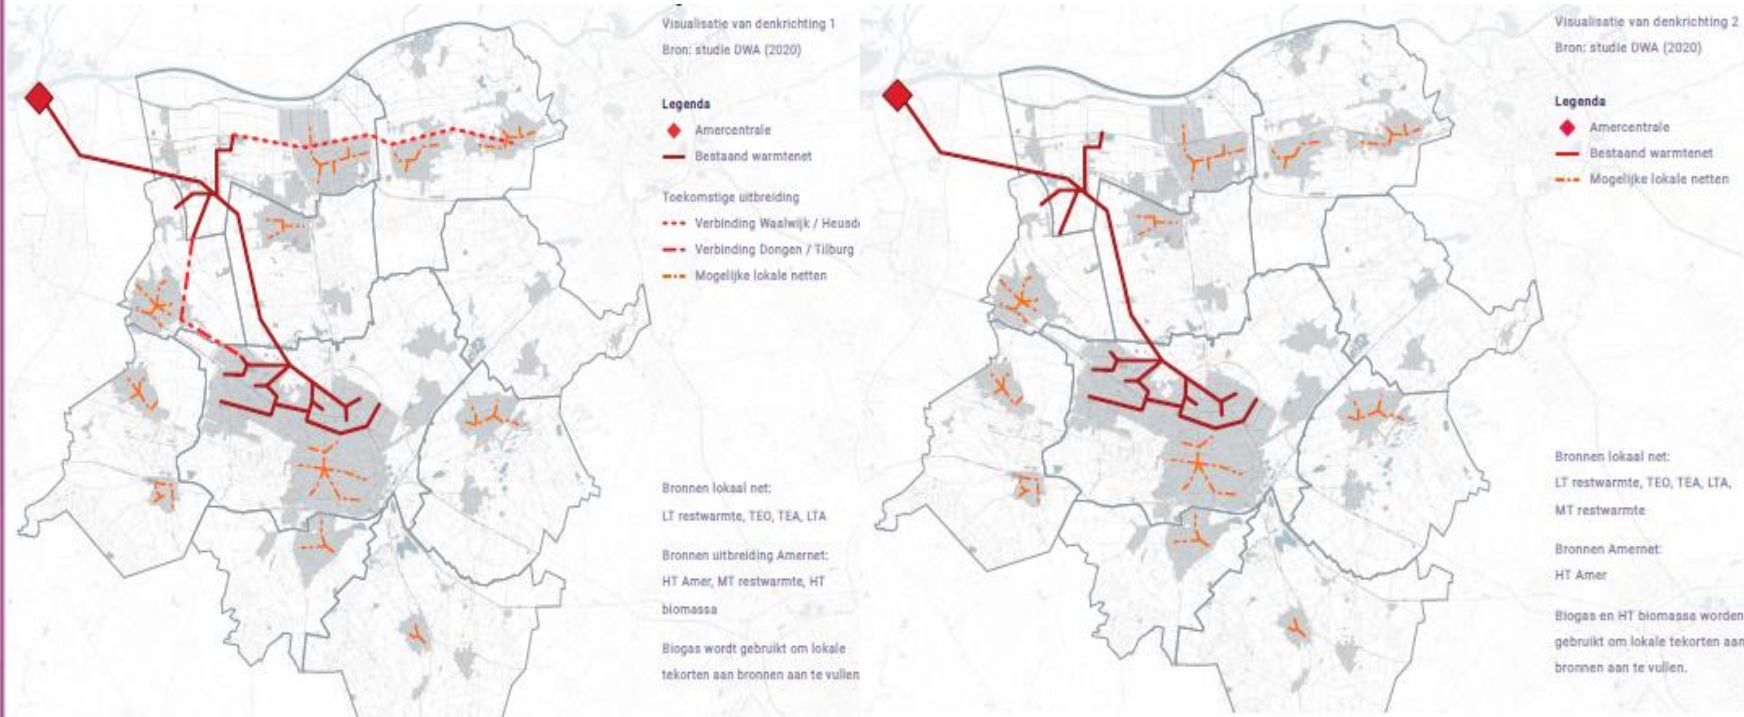 Visualisatie van denkrichting 1
Bron: studie DWA (2020)
Legenda
Amercentrale
Bestaand warmtenet
Toekomstige uitbreiding
Verbinding Waalwijk / Heusd
Verbinding Dongen / Tilburg
Mogelijke lokale netten
Bronnen lokaal net:
LT restwarmte, TEO, TEA, LTA
Bronnen uitbreiding Amernet:
HT Amer, MT restwarmte, HT
biomassa
Biogas wordt gebruikt om lokale
tekorten aan bronnen aan te vullen
Visualisatie van denkrichting 2
Bron: studie DWA (2020)
Legenda
Amercentrale
Bestaand warmtenet
Mogelijke lokale netten
Bronnen lokaal net:
LT restwarmte, TEO, TEA, LTA,
MT restwarmte
Bronnen Amernet:
HT Amer
Biogas en HT biomassa worden
gebruikt om lokale tekorten aan
bronnen aan te vullen.